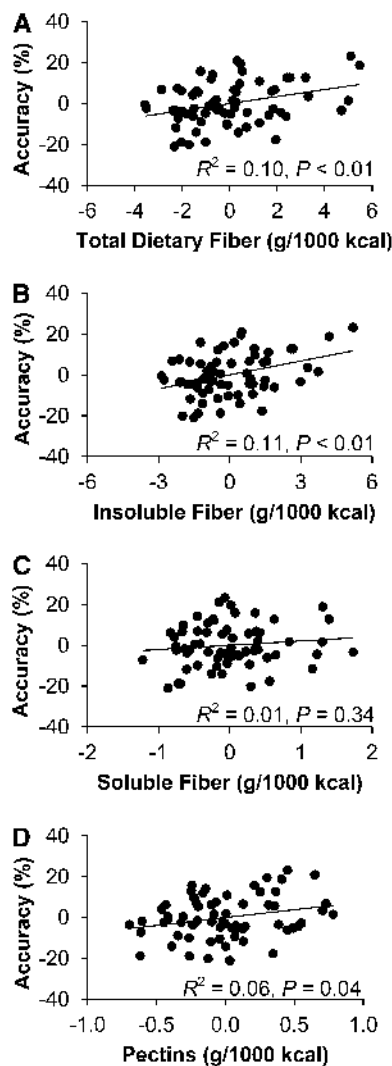 A
Accuracy (%)
40
20
0
-20
-40
R² = 0.10, P < 0.01
-6 -4 -2 0 2 4 6
Total Dietary Fiber (g/1000 kcal)
B
Accuracy (%)
40
20
0
-20
-40
R² = 0.11, P < 0.01
-6 -3 0 3 6
Insoluble Fiber (g/1000 kcal)
C
Accuracy (%)
40
20
0
-20
-40
R² = 0.01, P = 0.34
-2 -1 0 1 2
Soluble Fiber (g/1000 kcal)
D
Accuracy (%)
40
20
0
-20
-40
R² = 0.06, P = 0.04
-1.0 -0.5 0.0 0.5 1.0
Pectins (g/1000 kcal)